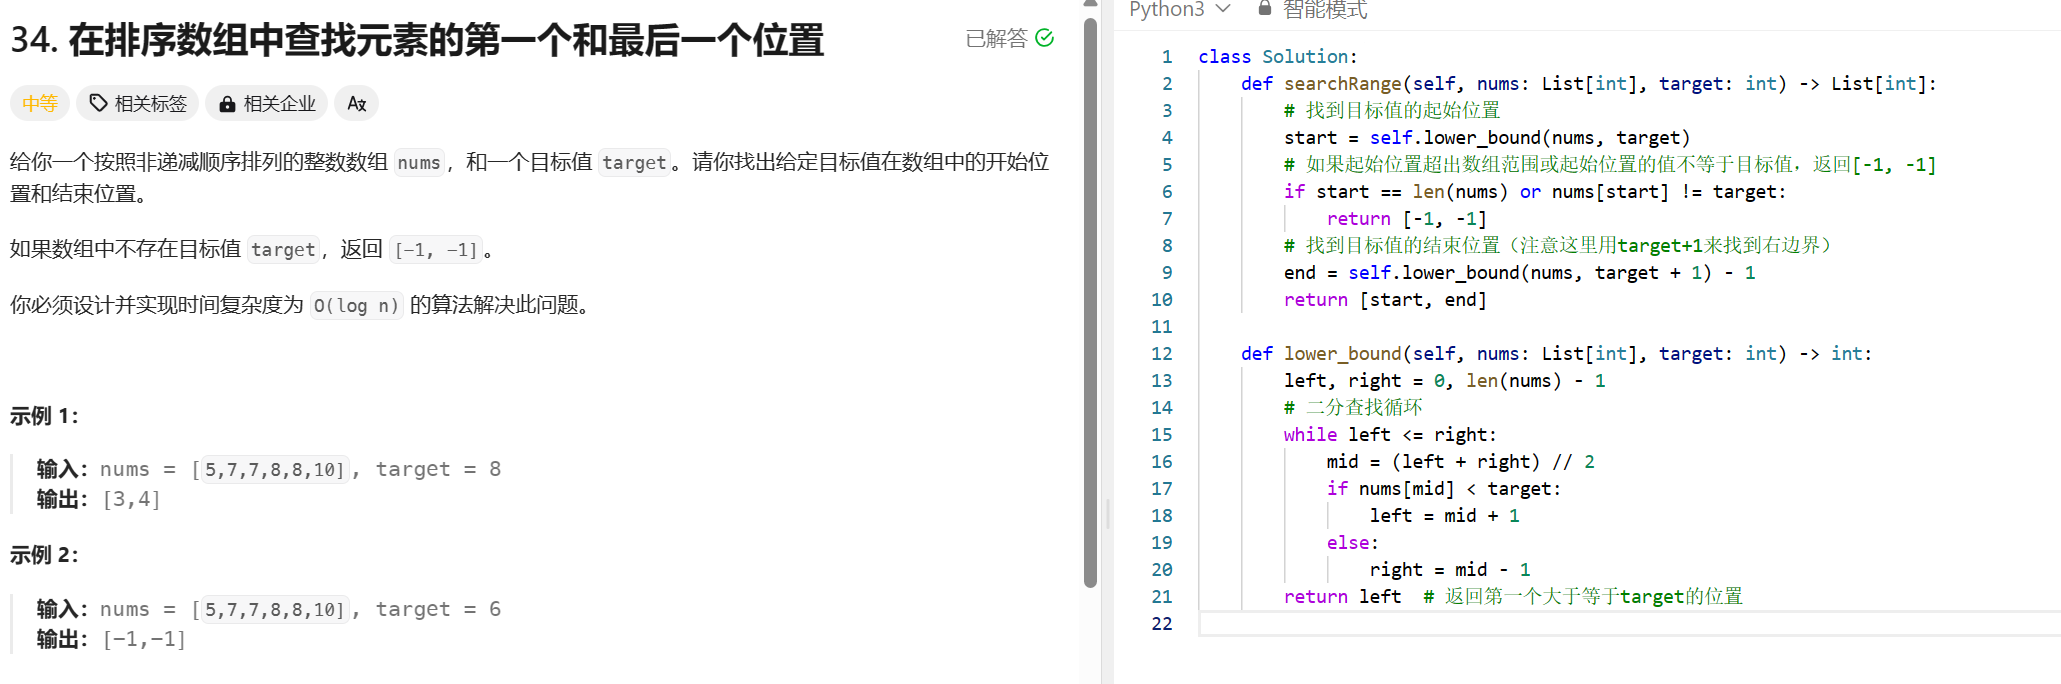 34. 在排序数组中查找元素的第一个和最后一个位置
已解答
中等 相关标签 相关企业
给你一个按照非递减顺序排列的整数数组 nums，和一个目标值 target。请你找出给定目标值在数组中的开始位
置和结束位置。
如果数组中不存在目标值 target，返回 [-1, -1]。
你必须设计并实现时间复杂度为 O(log n) 的算法解决此问题。
示例 1：
输入：nums = [5,7,7,8,8,10], target = 8
输出：[3,4]
示例 2：
输入：nums = [5,7,7,8,8,10], target = 6
输出：[-1,-1]
Python3 智能模式
1 class Solution:
2     def searchRange(self, nums: List[int], target: int) -> List[int]:
3         # 找到目标值的起始位置
4         start = self.lower_bound(nums, target)
5         # 如果起始位置超出数组范围或起始位置的值不等于目标值，返回[-1, -1]
6         if start == len(nums) or nums[start] != target:
7             return [-1, -1]
8         # 找到目标值的结束位置（注意这里用target+1来找到右边界）
9         end = self.lower_bound(nums, target + 1) - 1
10         return [start, end]
11
12     def lower_bound(self, nums: List[int], target: int) -> int:
13         left, right = 0, len(nums) - 1
14         # 二分查找循环
15         while left <= right:
16             mid = (left + right) // 2
17             if nums[mid] < target:
18                 left = mid + 1
19             else:
20                 right = mid - 1
21         return left  # 返回第一个大于等于target的位置
22